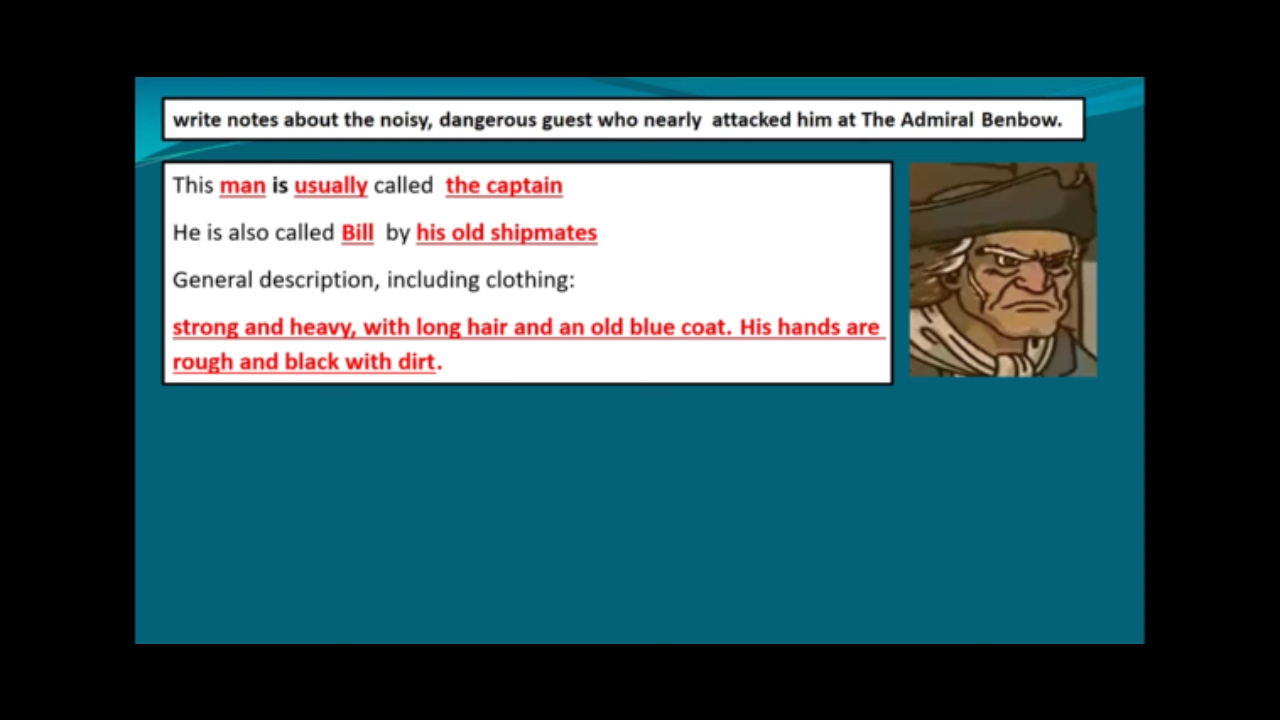 write notes about the noisy, dangerous guest who nearly attacked him at The Admiral Benbow.
This man is usually called the captain
He is also called Bill by his old shipmates
General description, including clothing:
strong and heavy, with long hair and an old blue coat. His hands are
rough and black with dirt.